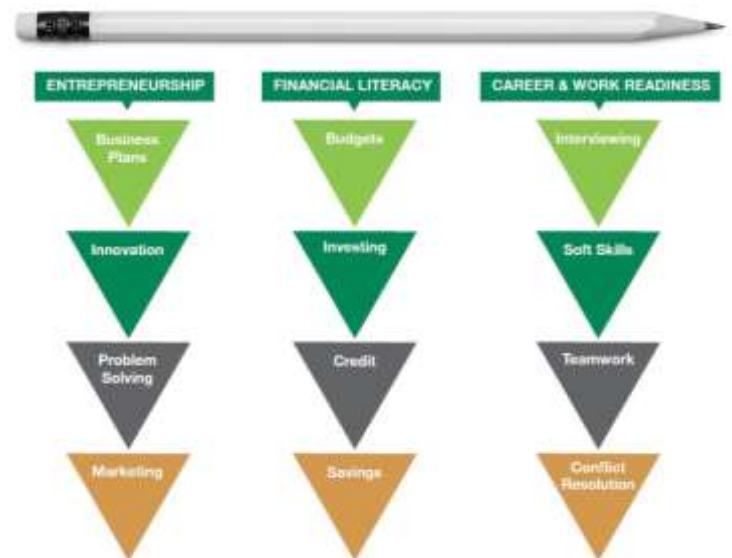 ENTREPRENEURSHIP
Business
Plans
Innovation
Problem
Solving
Marketing
FINANCIAL LITERACY
Budgets
Investing
Credit
Savings
CAREER & WORK READINESS
Interviewing
Soft Skills
Teamwork
Conflict
Resolution